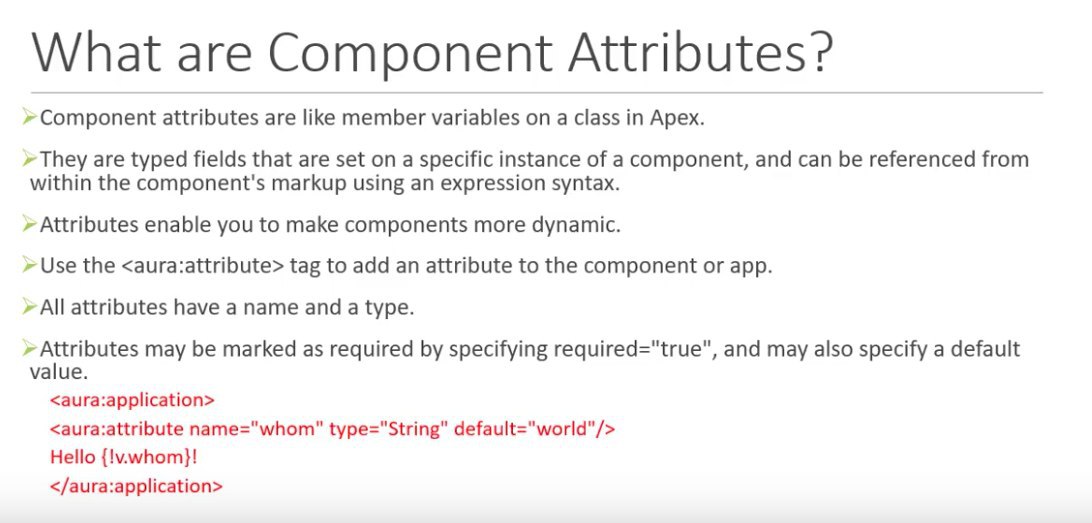 What are Component Attributes?
Component attributes are like member variables on a class in Apex.
They are typed fields that are set on a specific instance of a component, and can be referenced from
within the component's markup using an expression syntax.
Attributes enable you to make components more dynamic.
Use the <aura:attribute> tag to add an attribute to the component or app.
All attributes have a name and a type.
Attributes may be marked as required by specifying required="true", and may also specify a default
value.
<aura:application>
<aura:attribute name="whom" type="String" default="world"/>
Hello {!v.whom}!
</aura:application>